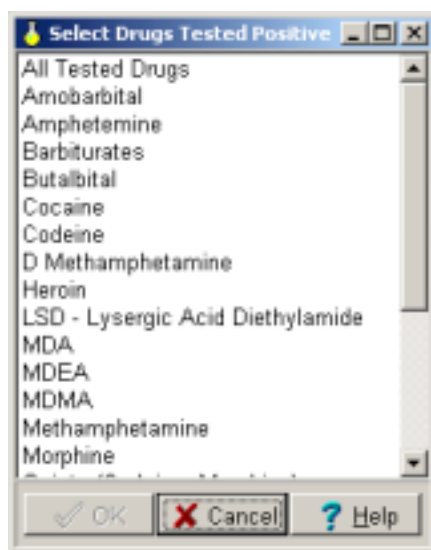 Select Drugs Tested Positive
All Tested Drugs
Amobarbital
Amphetemine
Barbiturates
Butalbital
Cocaine
Codeine
D Methamphetamine
Heroin
LSD - Lysergic Acid Diethylamide
MDA
MDEA
MDMA
Methamphetamine
Morphine
OK Cancel Help